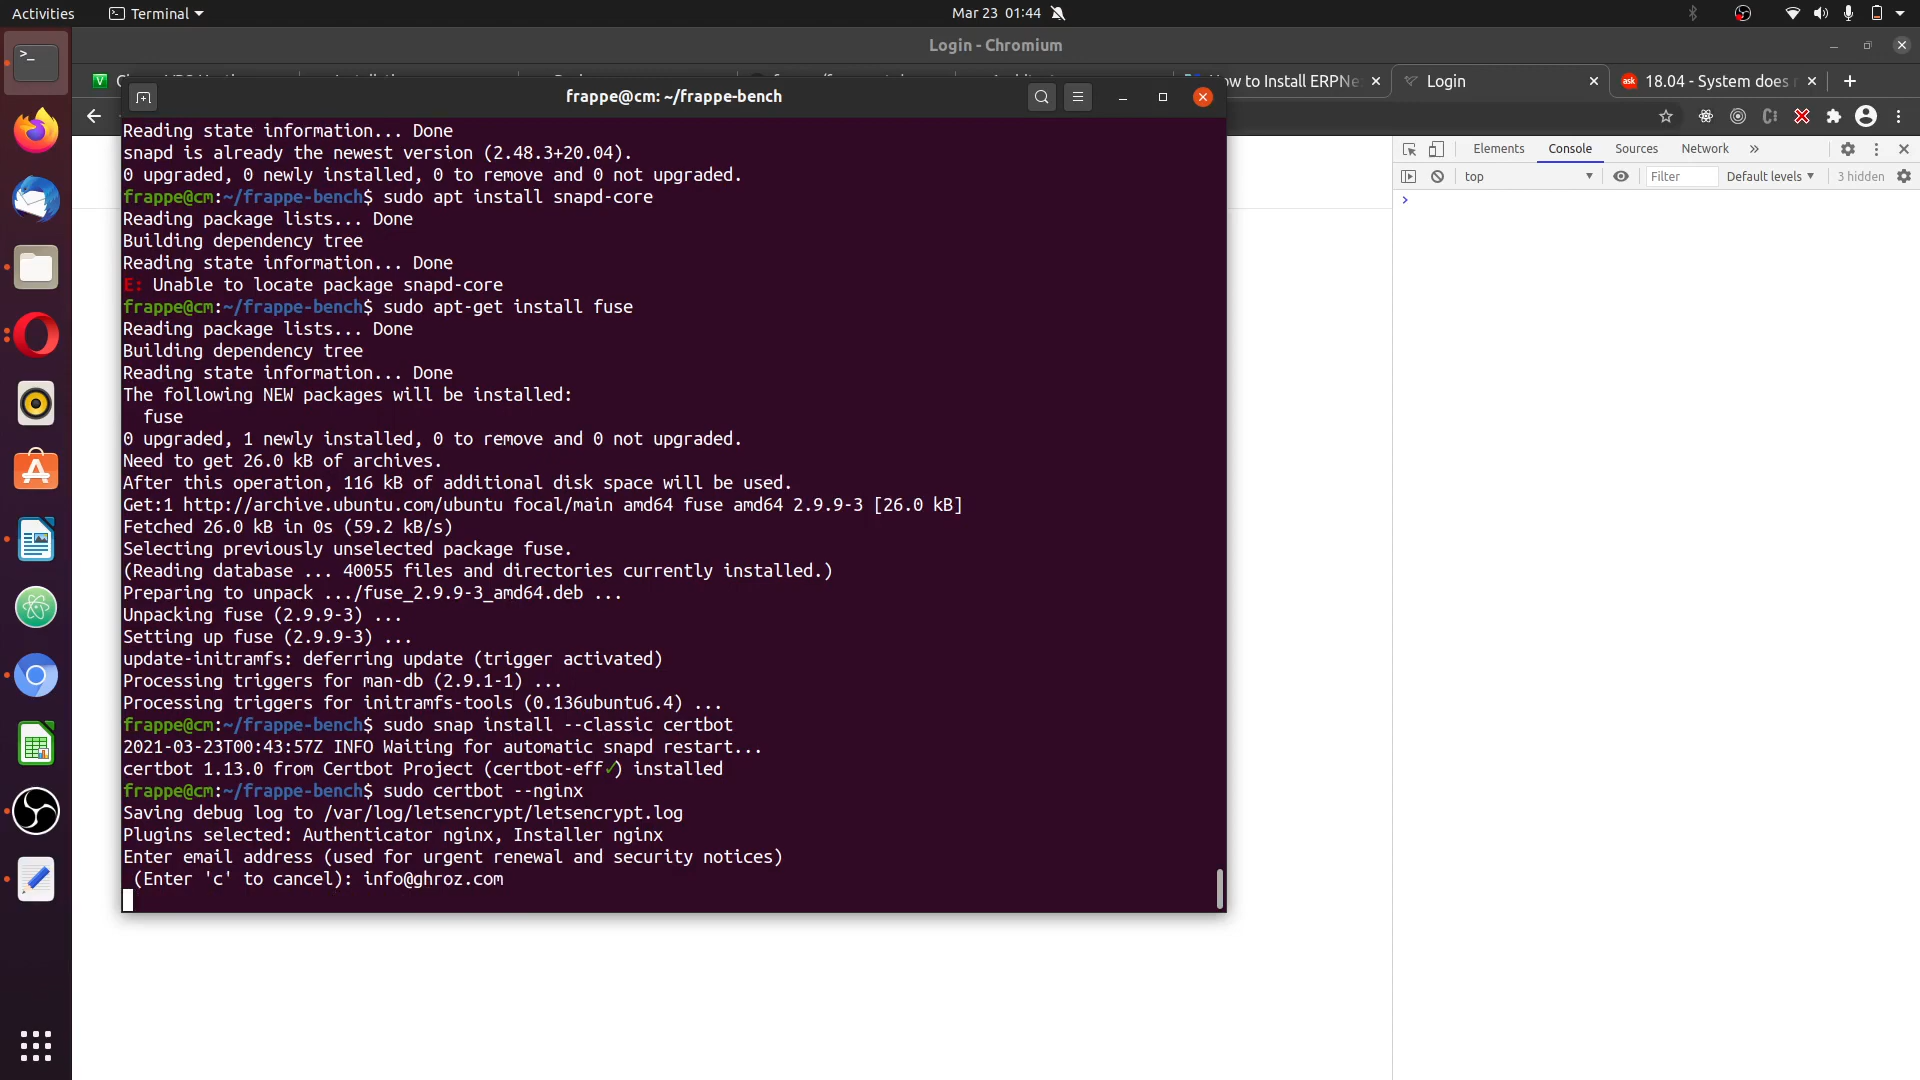 Activities
Terminal
Mar 23 01:44
Login - Chromium
How to Install ERPNe
Login
18.04 - System does
frappe@cm: ~/frappe-bench
Reading state information... Done
snapd is already the newest version (2.48.3+20.04).
0 upgraded, 0 newly installed, 0 to remove and 0 not upgraded.
frappe@cm:~/frappe-bench$ sudo apt install snapd-core
Reading package lists... Done
Building dependency tree
Reading state information... Done
E: Unable to locate package snapd-core
frappe@cm:~/frappe-bench$ sudo apt-get install fuse
Reading package lists... Done
Building dependency tree
Reading state information... Done
The following NEW packages will be installed:
fuse
0 upgraded, 1 newly installed, 0 to remove and 0 not upgraded.
Need to get 26.0 kB of archives.
After this operation, 116 kB of additional disk space will be used.
Get:1 http://archive.ubuntu.com/ubuntu focal/main amd64 fuse amd64 2.9.9-3 [26.0 kB]
Fetched 26.0 kB in 0s (59.2 kB/s)
Selecting previously unselected package fuse.
(Reading database ... 40055 files and directories currently installed.)
Preparing to unpack .../fuse_2.9.9-3_amd64.deb ...
Unpacking fuse (2.9.9-3) ...
Setting up fuse (2.9.9-3) ...
update-initramfs: deferring update (trigger activated)
Processing triggers for man-db (2.9.1-1) ...
Processing triggers for initramfs-tools (0.136ubuntu6.4) ...
frappe@cm:~/frappe-bench$ sudo snap install --classic certbot
2021-03-23T00:43:57Z INFO Waiting for automatic snapd restart...
certbot 1.13.0 from Certbot Project (certbot-eff✓) installed
frappe@cm:~/frappe-bench$ sudo certbot --nginx
Saving debug log to /var/log/letsencrypt/letsencrypt.log
Plugins selected: Authenticator nginx, Installer nginx
Enter email address (used for urgent renewal and security notices)
(Enter 'c' to cancel): info@ghroz.com
Elements
Console
Sources
Network
top
Filter
Default levels
3 hidden